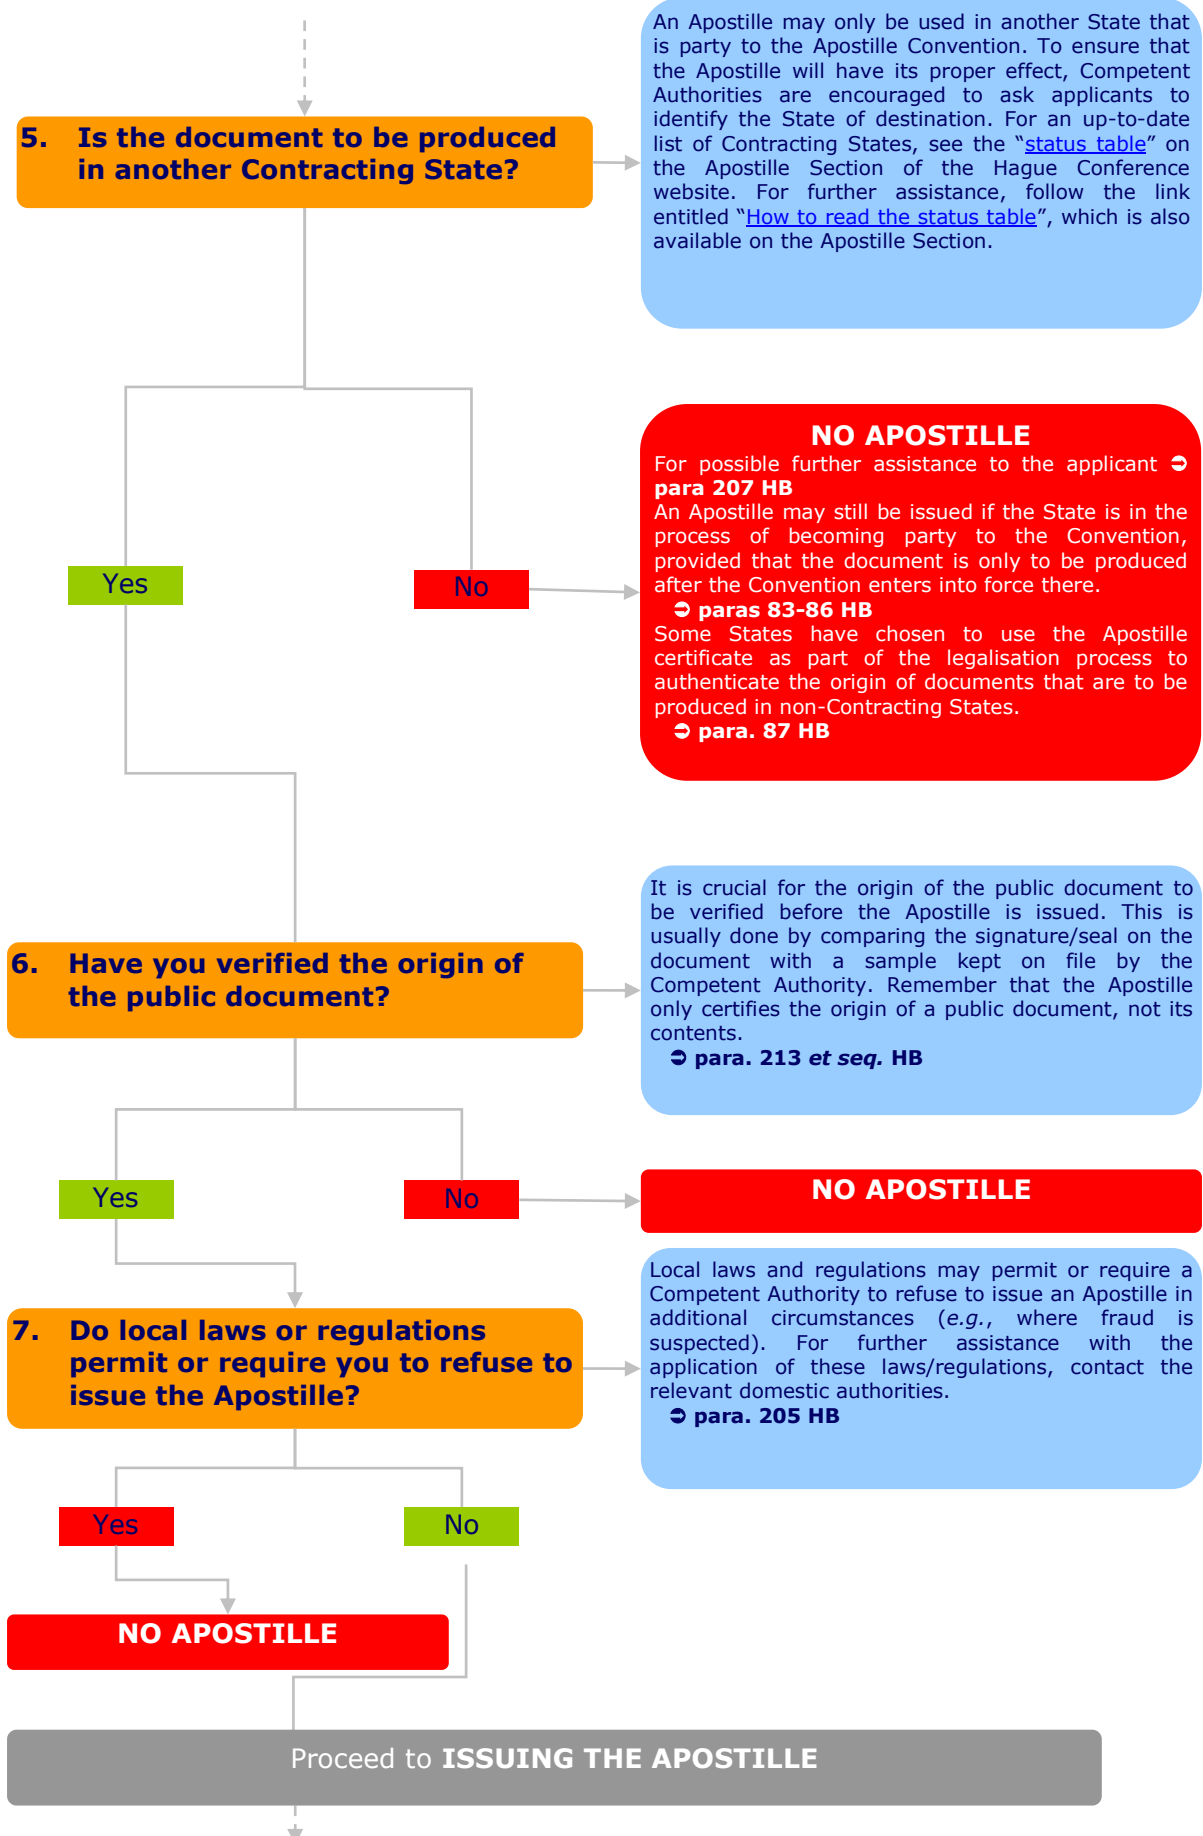 An Apostille may only be used in another State that
is party to the Apostille Convention. To ensure that
the Apostille will have its proper effect, Competent
Authorities are encouraged to ask applicants to
identify the State of destination. For an up-to-date
list of Contracting States, see the “status table” on
the Apostille Section of the Hague Conference
website. For further assistance, follow the link
entitled “How to read the status table”, which is also
available on the Apostille Section.
5. Is the document to be produced
in another Contracting State?
NO APOSTILLE
For possible further assistance to the applicant ➲
para 207 HB
An Apostille may still be issued if the State is in the
process of becoming party to the Convention,
provided that the document is only to be produced
after the Convention enters into force there.
➲ paras 83-86 HB
Some States have chosen to use the Apostille
certificate as part of the legalisation process to
authenticate the origin of documents that are to be
produced in non-Contracting States.
➲ para. 87 HB
Yes
No
It is crucial for the origin of the public document to
be verified before the Apostille is issued. This is
usually done by comparing the signature/seal on the
document with a sample kept on file by the
Competent Authority. Remember that the Apostille
only certifies the origin of a public document, not its
contents.
➲ para. 213 et seq. HB
6. Have you verified the origin of
the public document?
Yes
No
NO APOSTILLE
Local laws and regulations may permit or require a
Competent Authority to refuse to issue an Apostille in
additional circumstances (e.g., where fraud is
suspected). For further assistance with the
application of these laws/regulations, contact the
relevant domestic authorities.
➲ para. 205 HB
7. Do local laws or regulations
permit or require you to refuse to
issue the Apostille?
Yes
No
NO APOSTILLE
Proceed to ISSUING THE APOSTILLE